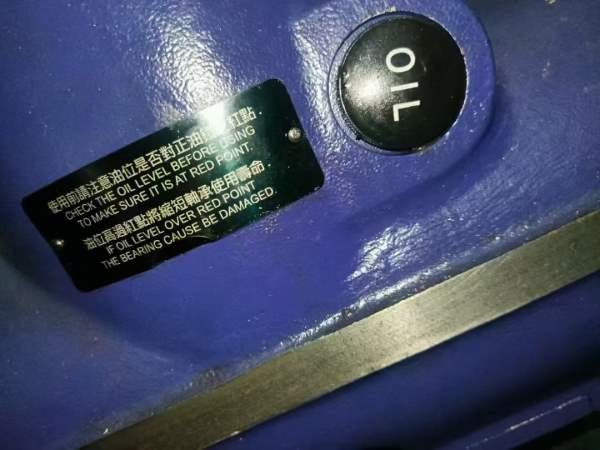 使用前請注意油位是否對正油 紅點.
CHECK THE OIL LEVEL BEFORE USING
TO MAKE SURE IT IS AT RED POINT.
油位高過紅點將縮短軸承使用壽命.
IF OIL LEVEL OVER RED POINT
THE BEARING CAUSE BE DAMAGED.
OIL